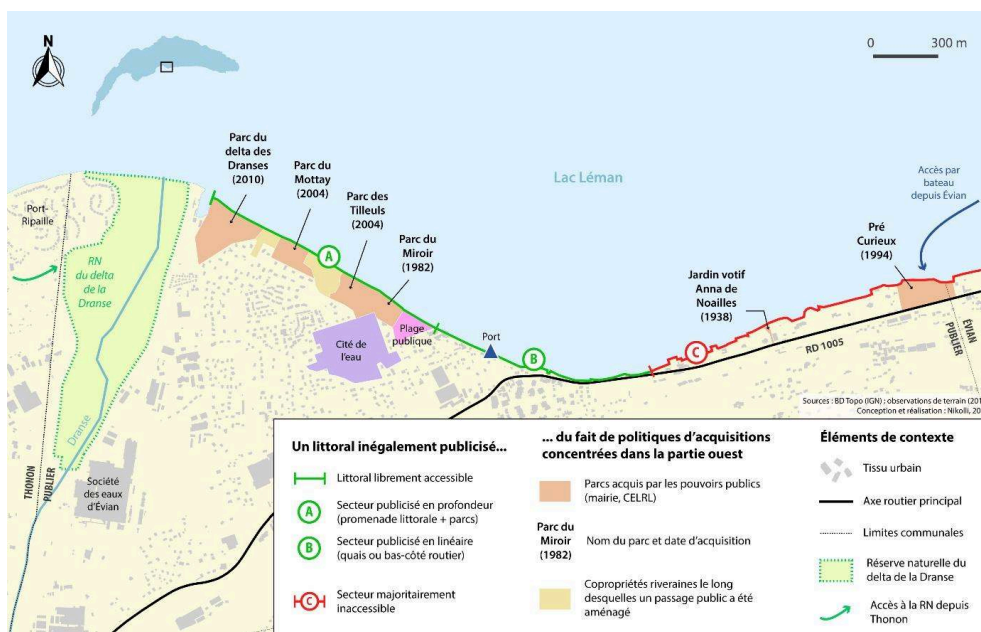 N
0 300 m
Parc du
delta des
Dranses
(2010)
Parc du
Mottay
(2004)
Parc des
Tilleuls
(2004)
Parc du
Miroir
(1982)
Lac Léman
Accès par
bateau
depuis Évian
Pré
Curieux
(1994)
Jardin votif
Anna de
Noailles
(1938)
Port-
Ripaille
RN
du delta
de la
Dranse
A
Plage
publique
Cité de
l'eau
Port
B
C
RD 1005
ÉVIAN
PUBLIER
Dranse
THONON
PUBLIER
Société
des eaux
d'Évian
Sources : BD Topo (IGN) ; observations de terrain (201
Conception et réalisation : Nikolli, 20
Un littoral inégalement publicisé...
Littoral librement accessible
A
Secteur publicisé en profondeur
(promenade littorale + parcs)
B
Secteur publicisé en linéaire
(quais ou bas-côté routier)
C
Secteur majoritairement
inaccessible
... du fait de politiques d'acquisitions
concentrées dans la partie ouest
Parcs acquis par les pouvoirs publics
(mairie, CELRL)
Parc du
Miroir
(1982)
Nom du parc et date d'acquisition
Copropriétés riveraines le long
desquelles un passage public a été
aménagé
Éléments de contexte
Tissu urbain
Axe routier principal
Limites communales
Réserve naturelle du
delta de la Dranse
Accès à la RN depuis
Thonon